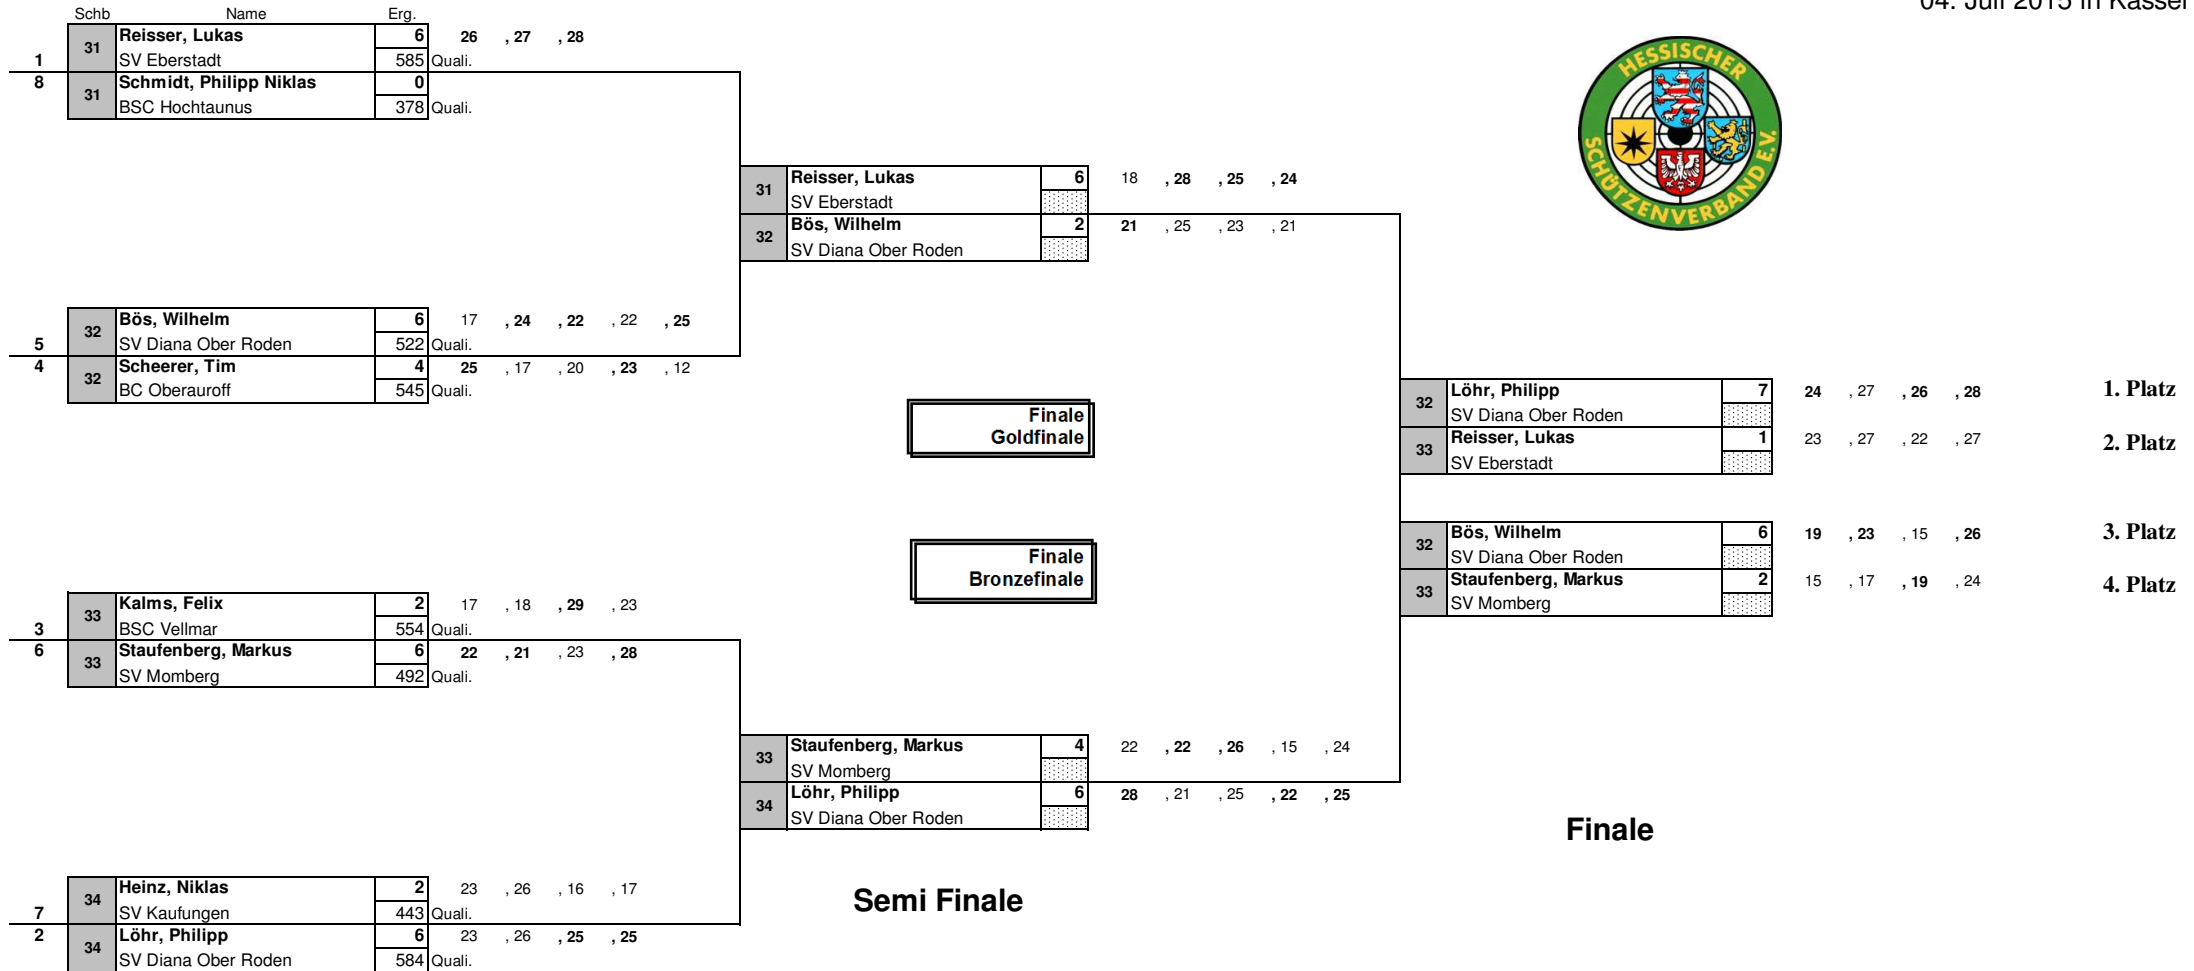 04. Juli 2015 in Kassel
Schb Name Erg.
31 Reisser, Lukas 6 26 , 27 , 28
1 SV Eberstadt 585 Quali.
8 31 Schmidt, Philipp Niklas 0
BSC Hochtaunus 378 Quali.
HESSISCHER
SCHÜTZENVERBAND E.V.
31 Reisser, Lukas 6 18 , 28 , 25 , 24
SV Eberstadt
32 Bös, Wilhelm 2 21 , 25 , 23 , 21
SV Diana Ober Roden
32 Bös, Wilhelm 6 17 , 24 , 22 , 22 , 25
5 SV Diana Ober Roden 522 Quali.
4 32 Scheerer, Tim 4 25 , 17 , 20 , 23 , 12
BC Oberauroff 545 Quali.
32 Löhr, Philipp 7 24 , 27 , 26 , 28 1. Platz
SV Diana Ober Roden
33 Reisser, Lukas 1 23 , 27 , 22 , 27 2. Platz
SV Eberstadt
Finale
Goldfinale
32 Bös, Wilhelm 6 19 , 23 , 15 , 26 3. Platz
SV Diana Ober Roden
33 Staufenberg, Markus 2 15 , 17 , 19 , 24 4. Platz
SV Momberg
Finale
Bronzefinale
33 Kalms, Felix 2 17 , 18 , 29 , 23
3 BSC Vellmar 554 Quali.
6 33 Staufenberg, Markus 6 22 , 21 , 23 , 28
SV Momberg 492 Quali.
33 Staufenberg, Markus 4 22 , 22 , 26 , 15 , 24
SV Momberg
34 Löhr, Philipp 6 28 , 21 , 25 , 22 , 25
SV Diana Ober Roden
Finale
34 Heinz, Niklas 2 23 , 26 , 16 , 17
7 SV Kaufungen 443 Quali.
2 34 Löhr, Philipp 6 23 , 26 , 25 , 25
SV Diana Ober Roden 584 Quali.
Semi Finale